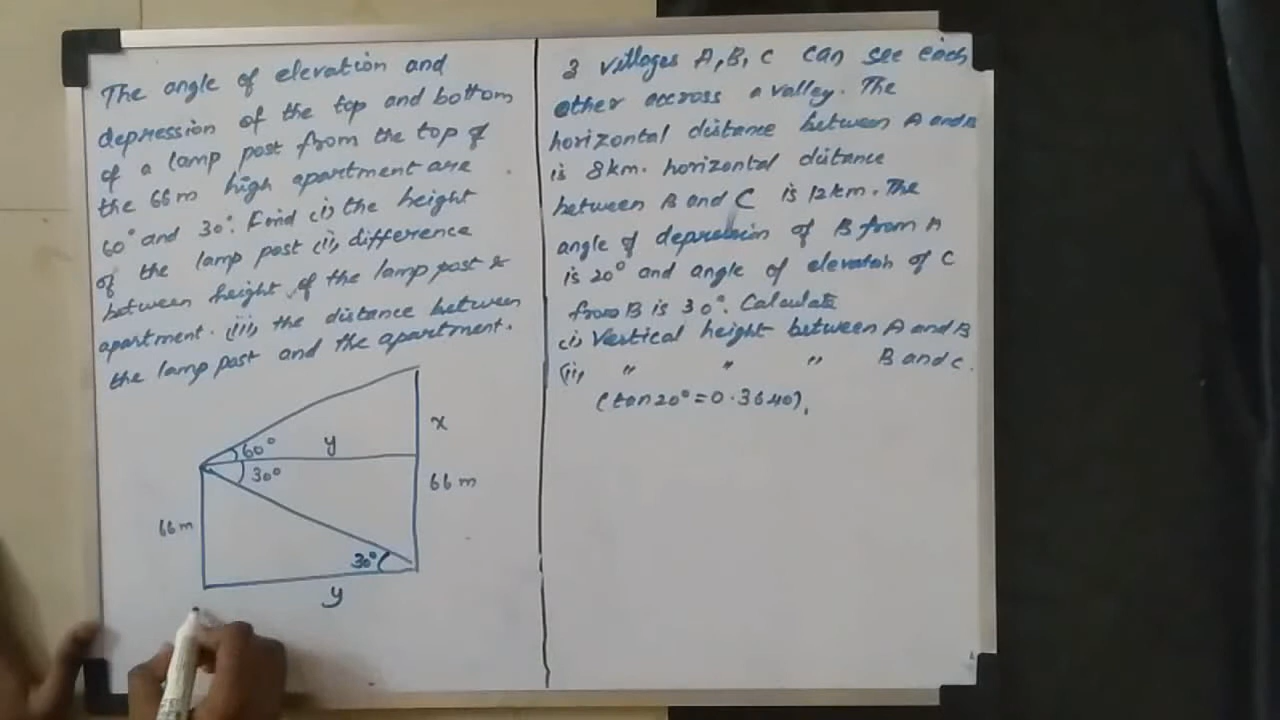 The angle of elevation and
depression of the top and bottom
of a lamp post from the top of
the 66m high apartment are
60° and 30°. Find (i) the height
of the lamp post (ii) difference
between height of the lamp post &
apartment. (iii) the distance between
the lamp post and the apartment.
60°
y
x
30°
66 m
66m
30°
y
3 villages A, B, C can see each
other accross a valley. The
horizontal distance between A and B
is 8km. horizontal distance
between B and C is 12km. The
angle of depression of B from A
is 20° and angle of elevation of C
from B is 30°. Calculate
(i) Vertical height between A and B
(ii) " " " B and C.
(tan20° = 0.3640).